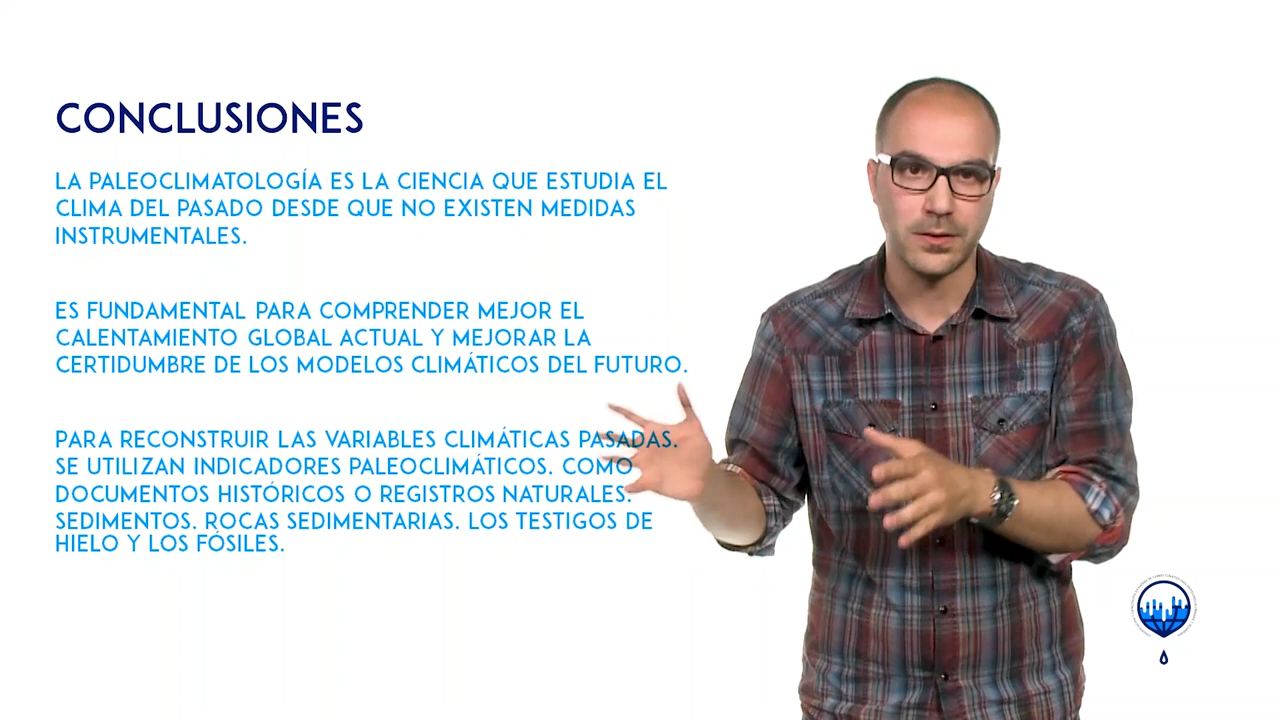 CONCLUSIONES
LA PALEOCLIMATOLOGÍA ES LA CIENCIA QUE ESTUDIA EL
CLIMA DEL PASADO DESDE QUE NO EXISTEN MEDIDAS
INSTRUMENTALES.
ES FUNDAMENTAL PARA COMPRENDER MEJOR EL
CALENTAMIENTO GLOBAL ACTUAL Y MEJORAR LA
CERTIDUMBRE DE LOS MODELOS CLIMÁTICOS DEL FUTURO.
PARA RECONSTRUIR LAS VARIABLES CLIMÁTICAS PASADAS.
SE UTILIZAN INDICADORES PALEOCLIMÁTICOS. COMO
DOCUMENTOS HISTÓRICOS O REGISTROS NATURALES.
SEDIMENTOS. ROCAS SEDIMENTARIAS. LOS TESTIGOS DE
HIELO Y LOS FÓSILES.